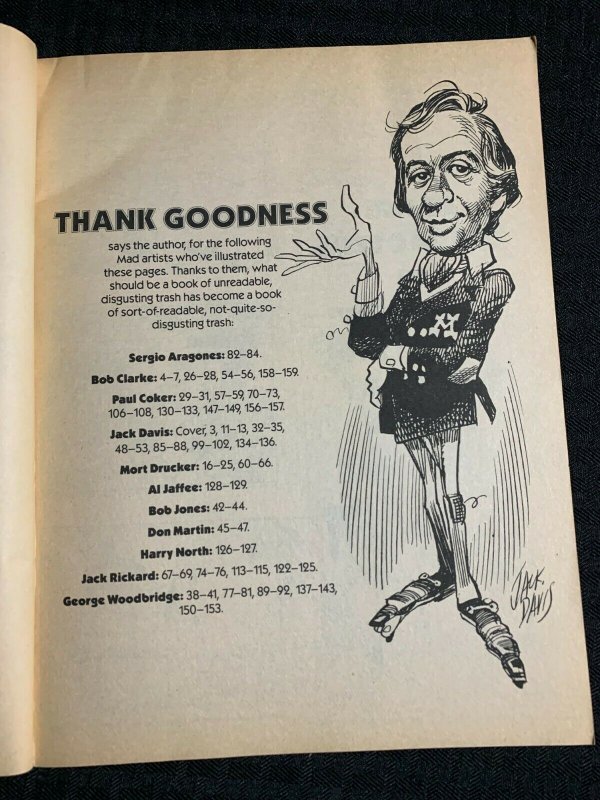 THANK GOODNESS
says the author, for the following
Mad artists who've illustrated
these pages. Thanks to them, what
should be a book of unreadable,
disgusting trash has become a book
of sort-of-readable, not-quite-so-
disgusting trash:
Sergio Aragones: 82–84.
Bob Clarke: 4–7, 26–28, 54–56, 158–159.
Paul Coker: 29–31, 57–59, 70–73,
106–108, 130–133, 147–149, 156–157.
Jack Davis: Cover, 3, 11–13, 32–35,
48–53, 85–88, 99–102, 134–136.
Mort Drucker: 16–25, 60–66.
Al Jaffee: 128–129.
Bob Jones: 42–44.
Don Martin: 45–47.
Harry North: 126–127.
Jack Rickard: 67–69, 74–76, 113–115, 122–125.
George Woodbridge: 38–41, 77–81, 89–92, 137–143,
150–153.
JACK
DAVIS